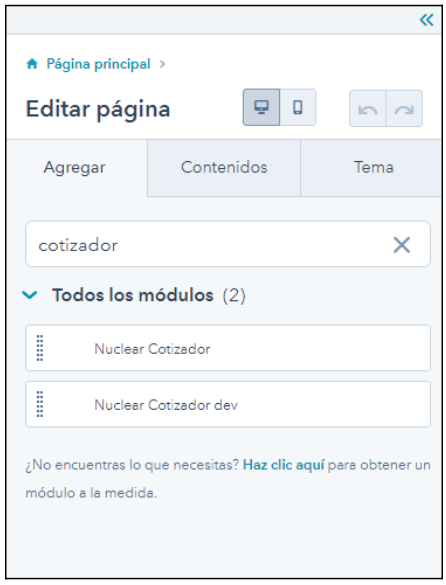 Página principal
Editar página
Agregar Contenidos Tema
cotizador
Todos los módulos (2)
Nuclear Cotizador
Nuclear Cotizador dev
¿No encuentras lo que necesitas? Haz clic aquí para obtener un
módulo a la medida.